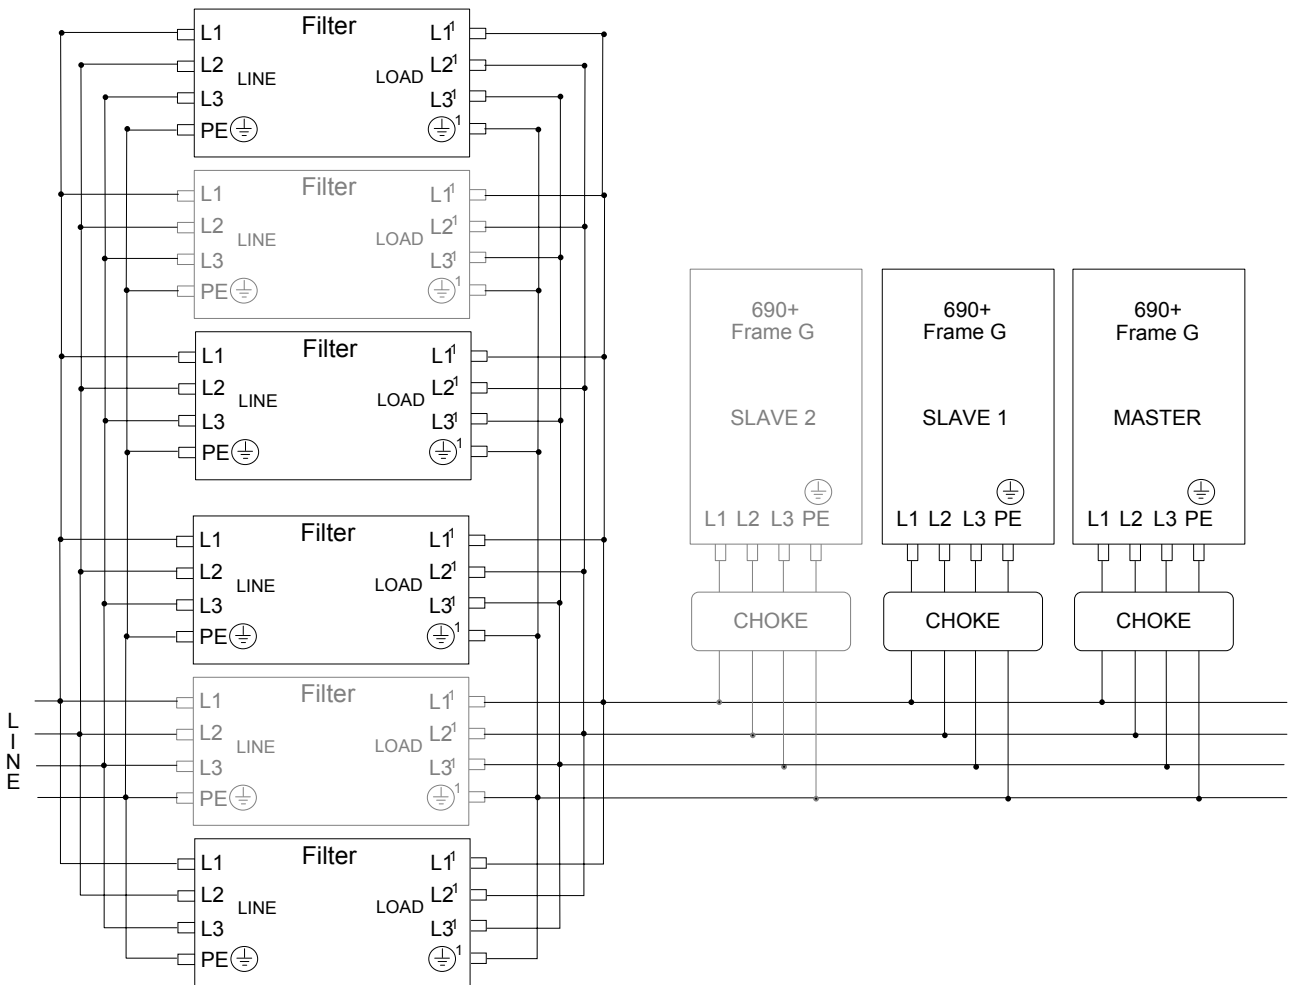 Filter
L1 L1¹
L2 LINE LOAD L2¹
L3 L3¹
PE 1
Filter
L1 L1¹
L2 LINE LOAD L2¹
L3 L3¹
PE 1
Filter
L1 L1¹
L2 LINE LOAD L2¹
L3 L3¹
PE 1
Filter
L1 L1¹
L2 LINE LOAD L2¹
L3 L3¹
PE 1
Filter
L1 L1¹
L2 LINE LOAD L2¹
L3 L3¹
PE 1
Filter
L1 L1¹
L2 LINE LOAD L2¹
L3 L3¹
PE 1
LINE
690+
Frame G
SLAVE 2
L1 L2 L3 PE
CHOKE
690+
Frame G
SLAVE 1
L1 L2 L3 PE
CHOKE
690+
Frame G
MASTER
L1 L2 L3 PE
CHOKE